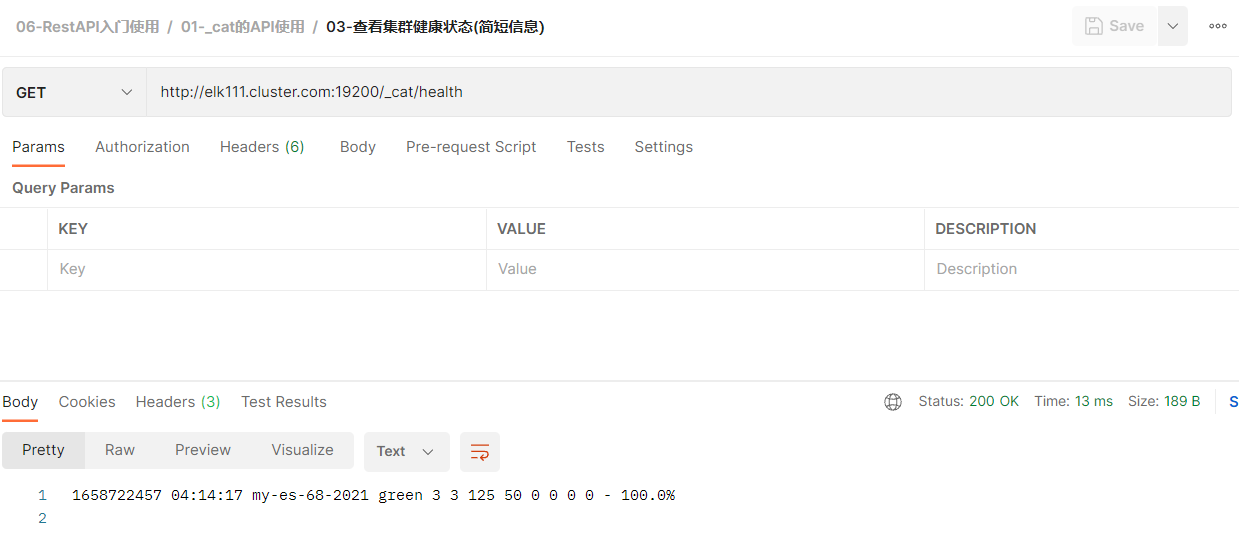 06-RestAPI入门使用 / 01-_cat的API使用 / 03-查看集群健康状态(简短信息)
Save
GET http://elk111.cluster.com:19200/_cat/health
Params Authorization Headers (6) Body Pre-request Script Tests Settings
Query Params
KEY VALUE DESCRIPTION
Key Value Description
Body Cookies Headers (3) Test Results Status: 200 OK Time: 13 ms Size: 189 B S
Pretty Raw Preview Visualize Text
1 1658722457 04:14:17 my-es-68-2021 green 3 3 125 50 0 0 0 0 - 100.0%
2